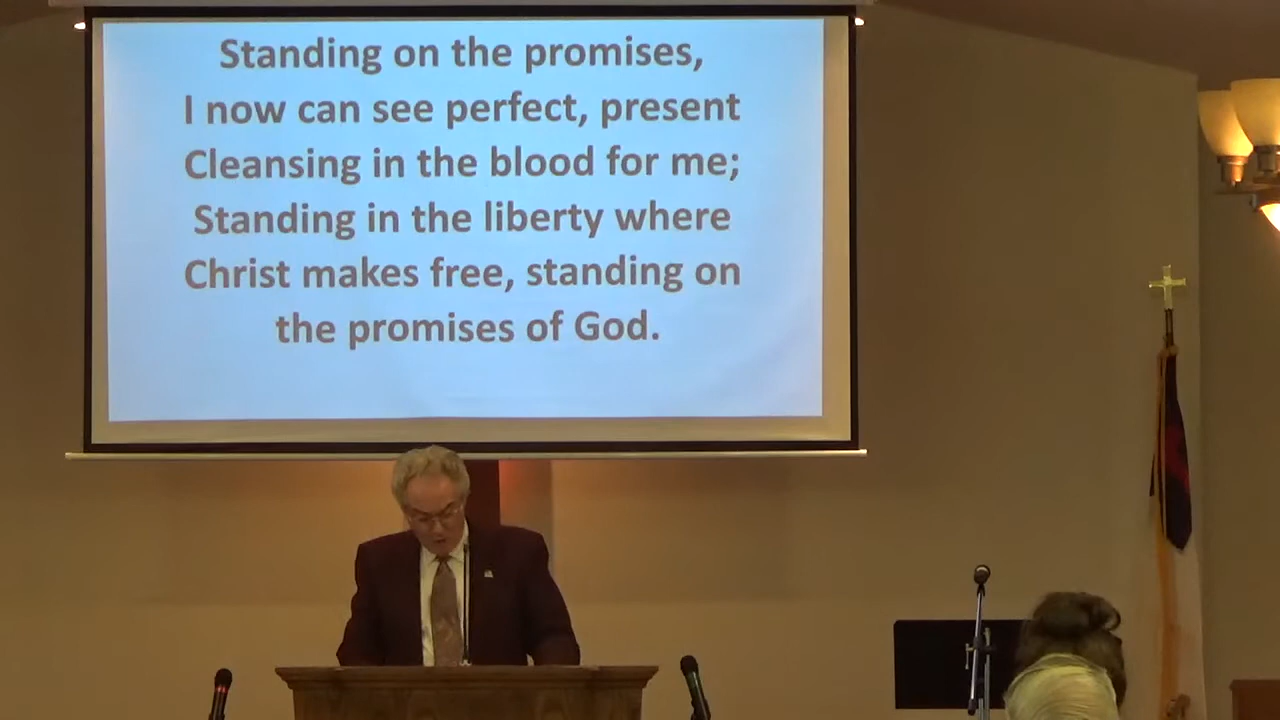 Standing on the promises,
I now can see perfect, present
Cleansing in the blood for me;
Standing in the liberty where
Christ makes free, standing on
the promises of God.